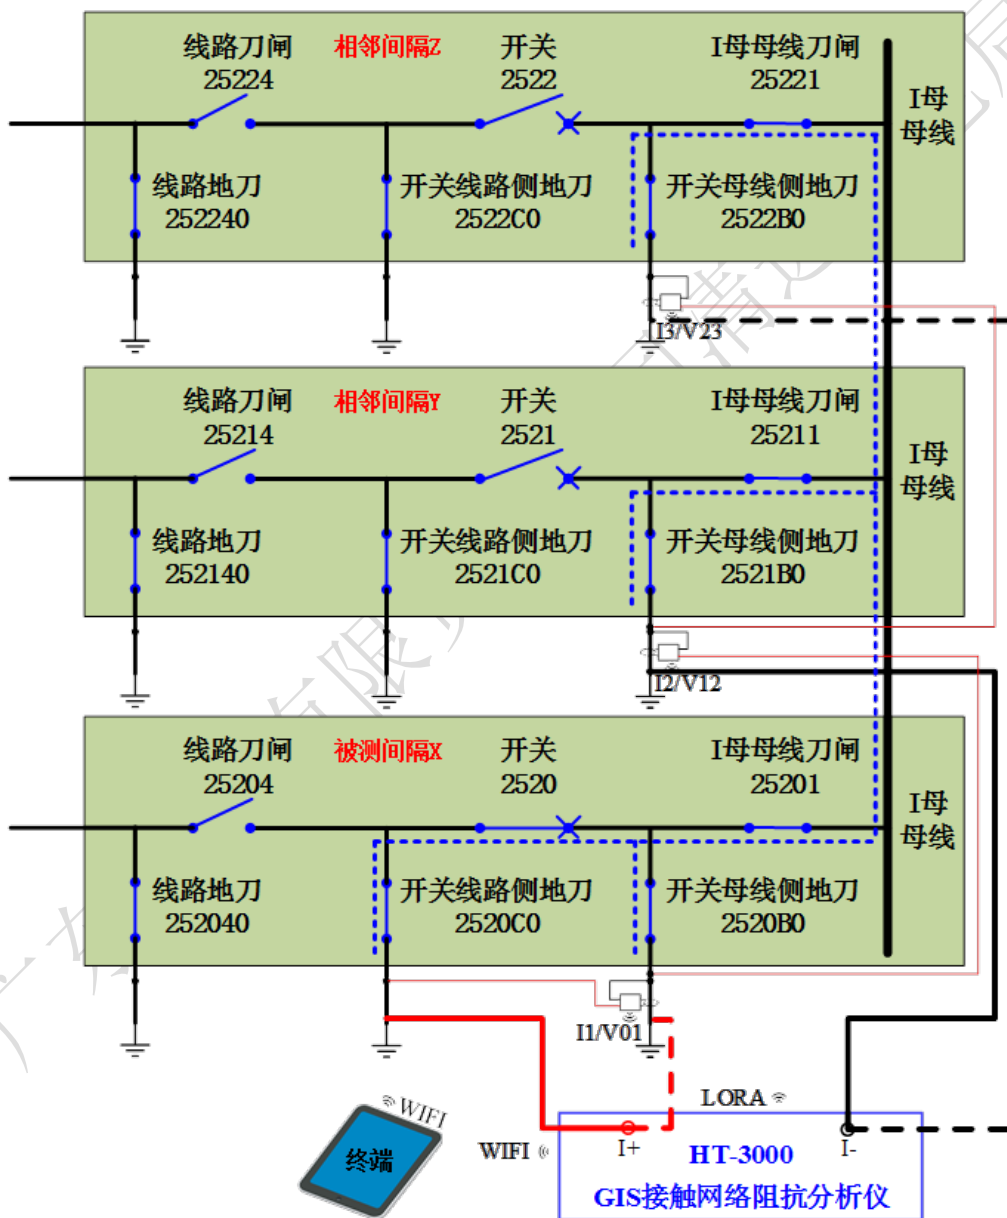 线路刀闸
25224
相邻间隔Z
开关
2522
I母母线刀闸
25221
I母
母线
线路地刀
252240
开关线路侧地刀
2522C0
开关母线侧地刀
2522B0
I3/V23
线路刀闸
25214
相邻间隔Y
开关
2521
I母母线刀闸
25211
I母
母线
线路地刀
252140
开关线路侧地刀
2521C0
开关母线侧地刀
2521B0
I2/V12
线路刀闸
25204
被测间隔X
开关
2520
I母母线刀闸
25201
I母
母线
线路地刀
252040
开关线路侧地刀
2520C0
开关母线侧地刀
2520B0
I1/V01
LORA
WIFI
终端
WIFI
I+
HT-3000
I-
GIS接触网络阻抗分析仪